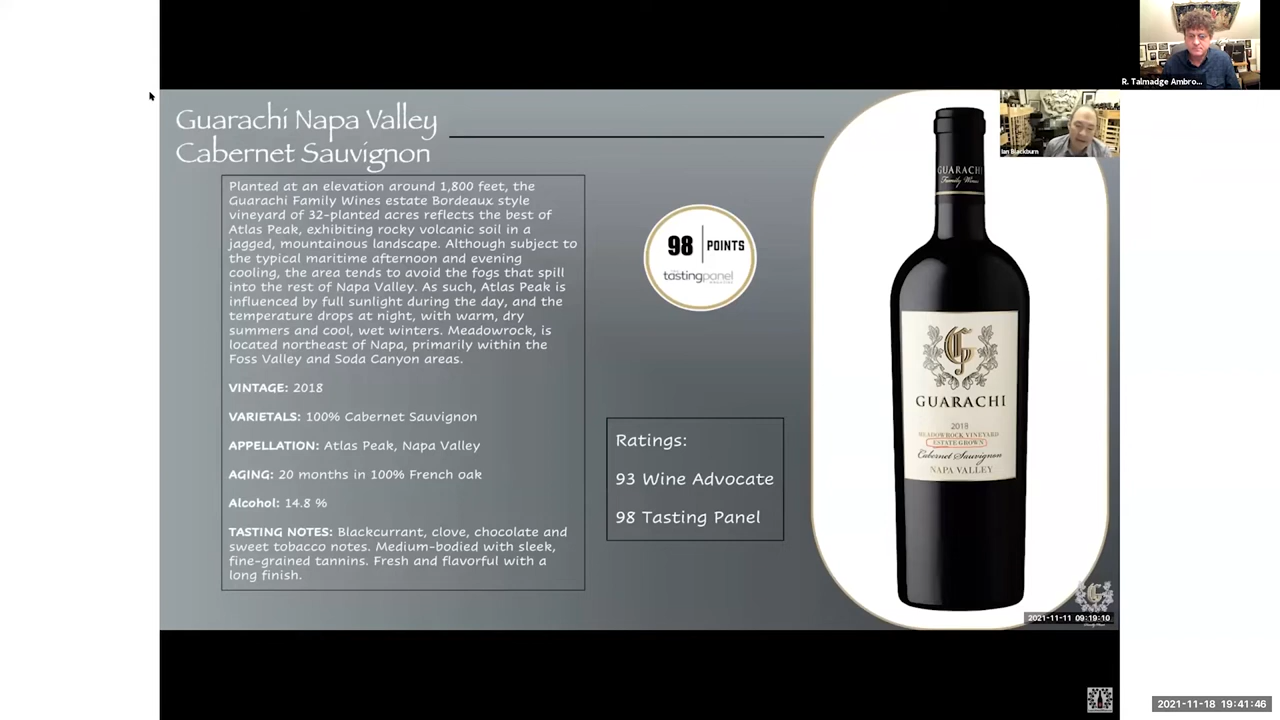 R. Talmadge Ambro...
Guarachi Napa Valley
Cabernet Sauvignon
Ian Blackburn
Planted at an elevation around 1,800 feet, the
Guarachi Family Wines estate Bordeaux style
vineyard of 32-planted acres reflects the best of
Atlas Peak, exhibiting rocky volcanic soil in a
jagged, mountainous landscape. Although subject to
the typical maritime afternoon and evening
cooling, the area tends to avoid the fogs that spill
into the rest of Napa Valley. As such, Atlas Peak is
influenced by full sunlight during the day, and the
temperature drops at night, with warm, dry
summers and cool, wet winters. Meadowrock, is
located northeast of Napa, primarily within the
Foss Valley and Soda Canyon areas.
VINTAGE: 2018
VARIETALS: 100% Cabernet Sauvignon
APPELLATION: Atlas Peak, Napa Valley
AGING: 20 months in 100% French oak
Alcohol: 14.8 %
TASTING NOTES: Blackcurrant, clove, chocolate and
sweet tobacco notes. Medium-bodied with sleek,
fine-grained tannins. Fresh and flavorful with a
long finish.
98 POINTS
tastingpanel
Ratings:
93 Wine Advocate
98 Tasting Panel
GUARACHI
Family Wines
G
GUARACHI
2018
MEADOWROCK VINEYARD
ESTATE GROWN
Cabernet Sauvignon
NAPA VALLEY
2021-11-11 09:19:10
2021-11-18 19:41:46